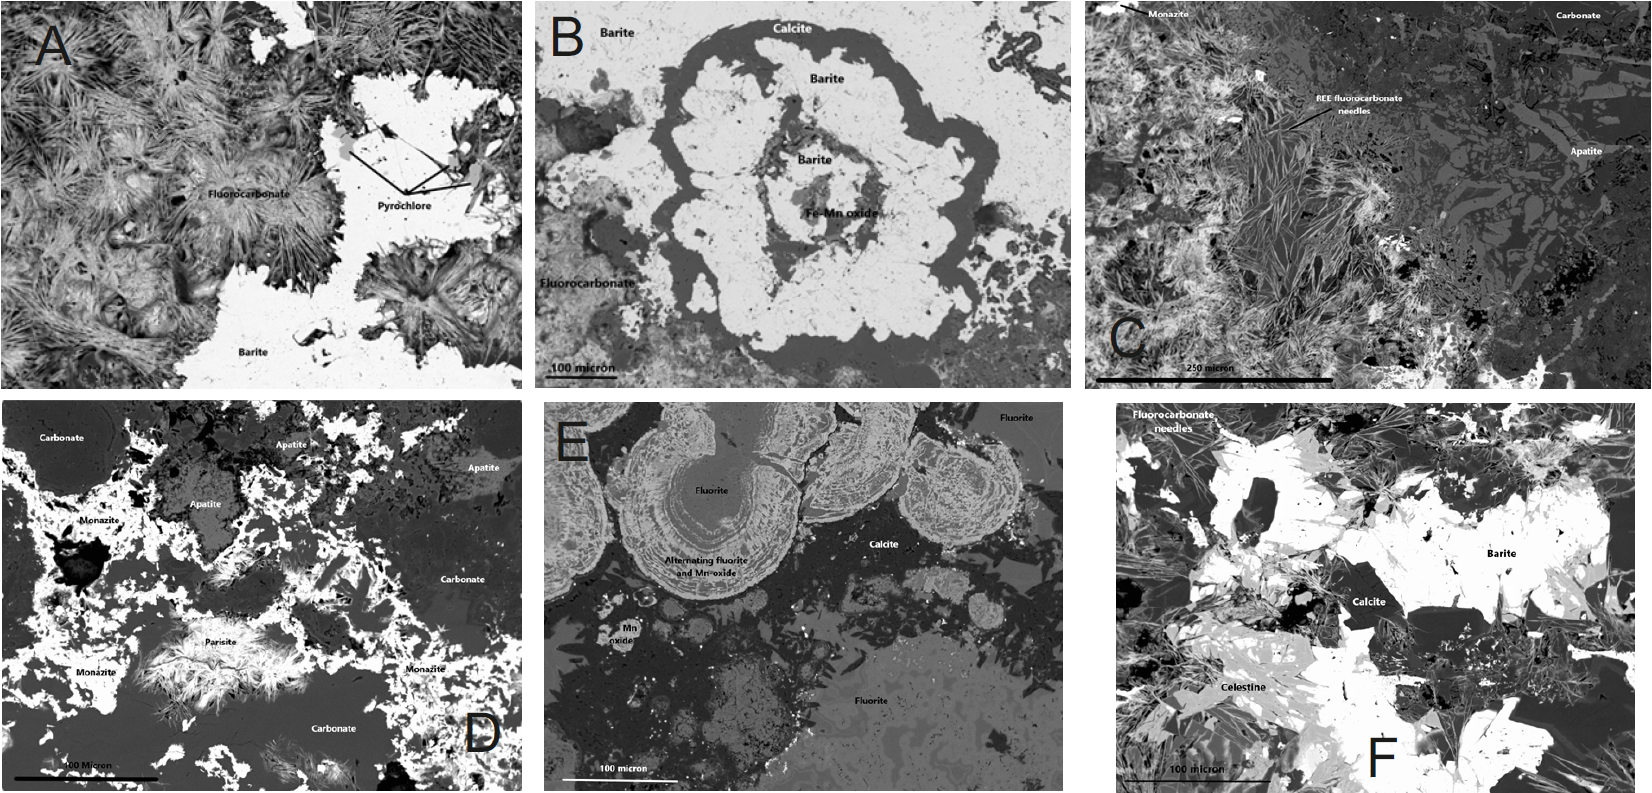 A
Fluorocarbonate
Pyrochlore
Barite
B
Calcite
Barite
Barite
Barite
Fe-Mn oxide
Fluorocarbonate
100 micron
Monazite
Carbonate
REE fluorocarbonate
needles
Apatite
C
250 micron
Carbonate
Apatite
Apatite
Apatite
Monazite
Carbonate
Parisite
Monazite
Monazite
Carbonate
D
100 Micron
E
Fluorite
Fluorite
Calcite
Alternating fluorite
and Mn-oxide
Mn
oxide
Fluorite
100 micron
Fluorocarbonate
needles
Barite
Calcite
Celestine
F
100 micron